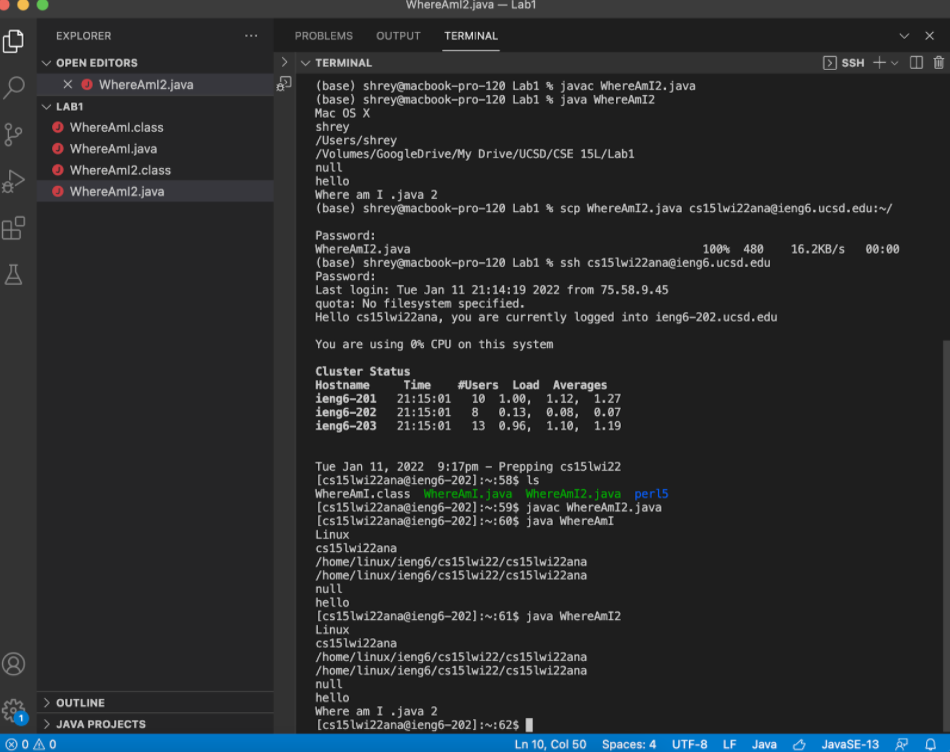 WhereAmI2.java — Lab1
EXPLORER
OPEN EDITORS
WhereAmI2.java
LAB1
WhereAmI.class
WhereAmI.java
WhereAmI2.class
WhereAmI2.java
OUTLINE
JAVA PROJECTS
PROBLEMS OUTPUT TERMINAL
TERMINAL
SSH
(base) shrey@macbook-pro-120 Lab1 % javac WhereAmI2.java
(base) shrey@macbook-pro-120 Lab1 % java WhereAmI2
Mac OS X
shrey
/Users/shrey
/Volumes/GoogleDrive/My Drive/UCSD/CSE 15L/Lab1
null
hello
Where am I .java 2
(base) shrey@macbook-pro-120 Lab1 % scp WhereAmI2.java cs15lwi22ana@ieng6.ucsd.edu:~/
Password:
WhereAmI2.java 100% 480 16.2KB/s 00:00
(base) shrey@macbook-pro-120 Lab1 % ssh cs15lwi22ana@ieng6.ucsd.edu
Password:
Last login: Tue Jan 11 21:14:19 2022 from 75.58.9.45
quota: No filesystem specified.
Hello cs15lwi22ana, you are currently logged into ieng6-202.ucsd.edu
You are using 0% CPU on this system
Cluster Status
Hostname Time #Users Load Averages
ieng6-201 21:15:01 10 1.00, 1.12, 1.27
ieng6-202 21:15:01 8 0.13, 0.08, 0.07
ieng6-203 21:15:01 13 0.96, 1.10, 1.19
Tue Jan 11, 2022 9:17pm - Prepping cs15lwi22
[cs15lwi22ana@ieng6-202]:~:58$ ls
WhereAmI.class WhereAmI.java WhereAmI2.java perl5
[cs15lwi22ana@ieng6-202]:~:59$ javac WhereAmI2.java
[cs15lwi22ana@ieng6-202]:~:60$ java WhereAmI
Linux
cs15lwi22ana
/home/linux/ieng6/cs15lwi22/cs15lwi22ana
/home/linux/ieng6/cs15lwi22/cs15lwi22ana
null
hello
[cs15lwi22ana@ieng6-202]:~:61$ java WhereAmI2
Linux
cs15lwi22ana
/home/linux/ieng6/cs15lwi22/cs15lwi22ana
/home/linux/ieng6/cs15lwi22/cs15lwi22ana
null
hello
Where am I .java 2
[cs15lwi22ana@ieng6-202]:~:62$
1
0 0 Ln 10, Col 50 Spaces: 4 UTF-8 LF Java JavaSE-13